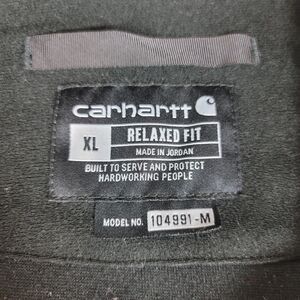 carhartt
XL
RELAXED FIT
MADE IN JORDAN
BUILT TO SERVE AND PROTECT
HARDWORKING PEOPLE
MODEL NO. 104991-M